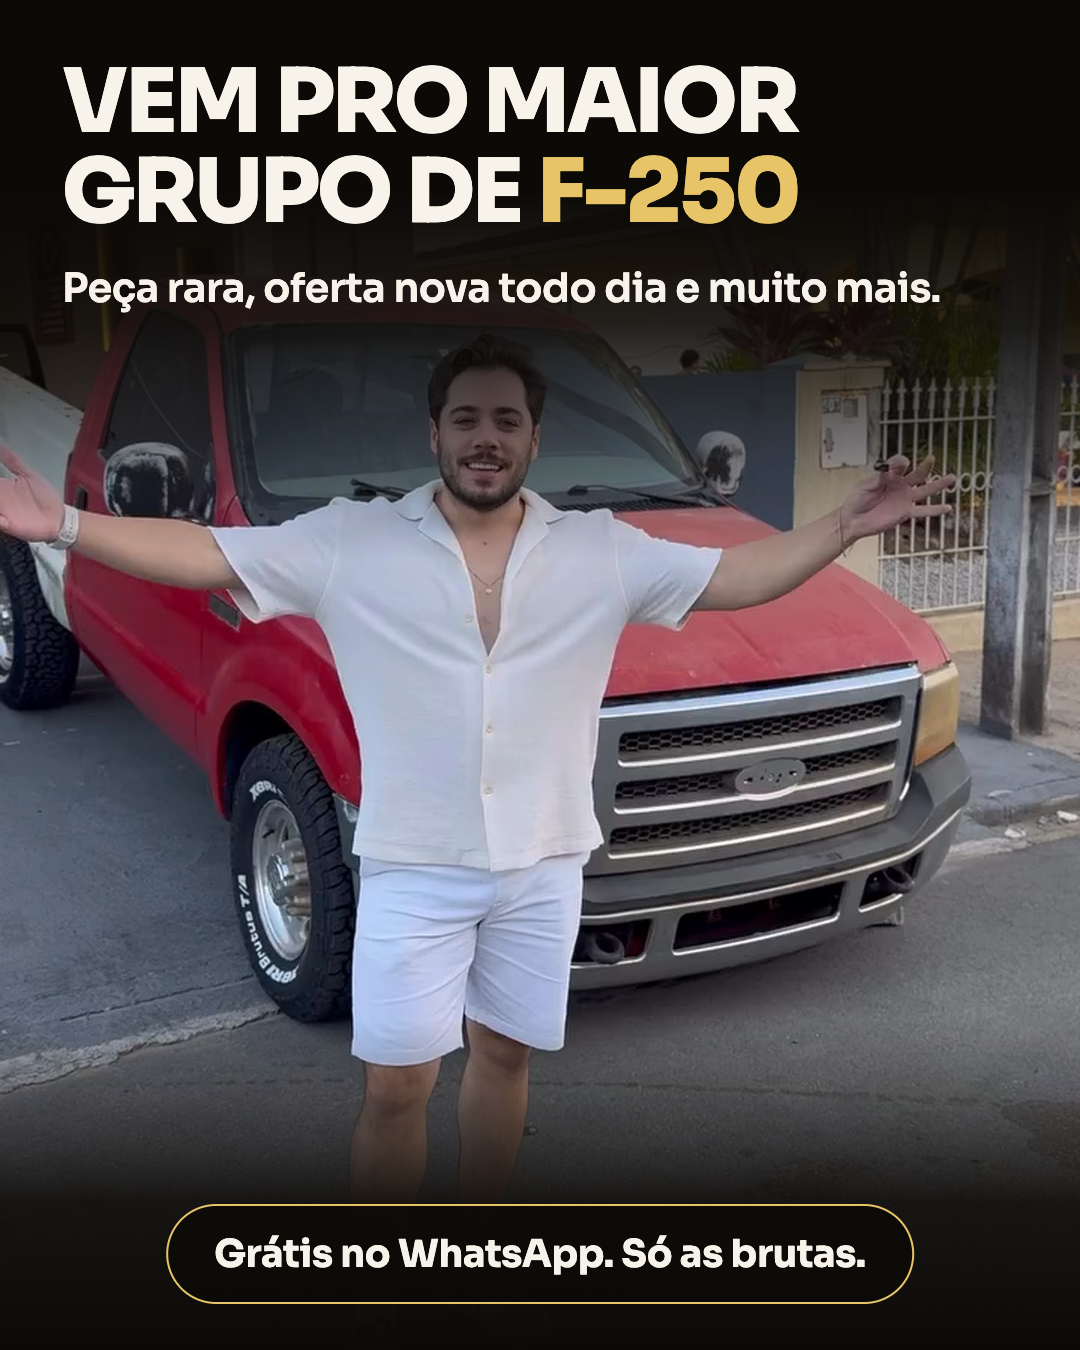 VEM PRO MAIOR
GRUPO DE F-250
Peça rara, oferta nova todo dia e muito mais.
Brutus T/A
Grátis no WhatsApp. Só as brutas.